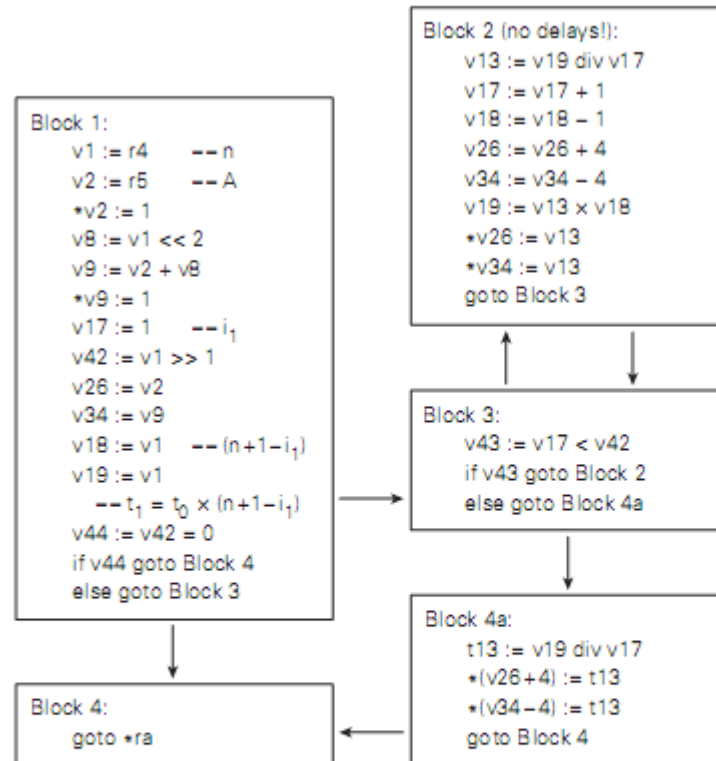 Block 1:
v1 := r4 -- n
v2 := r5 -- A
*v2 := 1
v8 := v1 << 2
v9 := v2 + v8
*v9 := 1
v17 := 1 -- i₁
v42 := v1 >> 1
v26 := v2
v34 := v9
v18 := v1 -- (n+1-i₁)
v19 := v1
-- t₁ = t₀ × (n+1-i₁)
v44 := v42 = 0
if v44 goto Block 4
else goto Block 3
Block 2 (no delays!):
v13 := v19 div v17
v17 := v17 + 1
v18 := v18 – 1
v26 := v26 + 4
v34 := v34 – 4
v19 := v13 × v18
*v26 := v13
*v34 := v13
goto Block 3
Block 3:
v43 := v17 < v42
if v43 goto Block 2
else goto Block 4a
Block 4a:
t13 := v19 div v17
*(v26+4) := t13
*(v34–4) := t13
goto Block 4
Block 4:
goto *ra